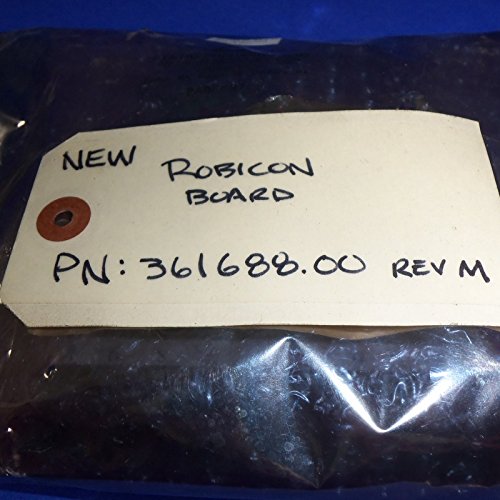 NEW ROBICON
BOARD
PN: 361688.00 REV M